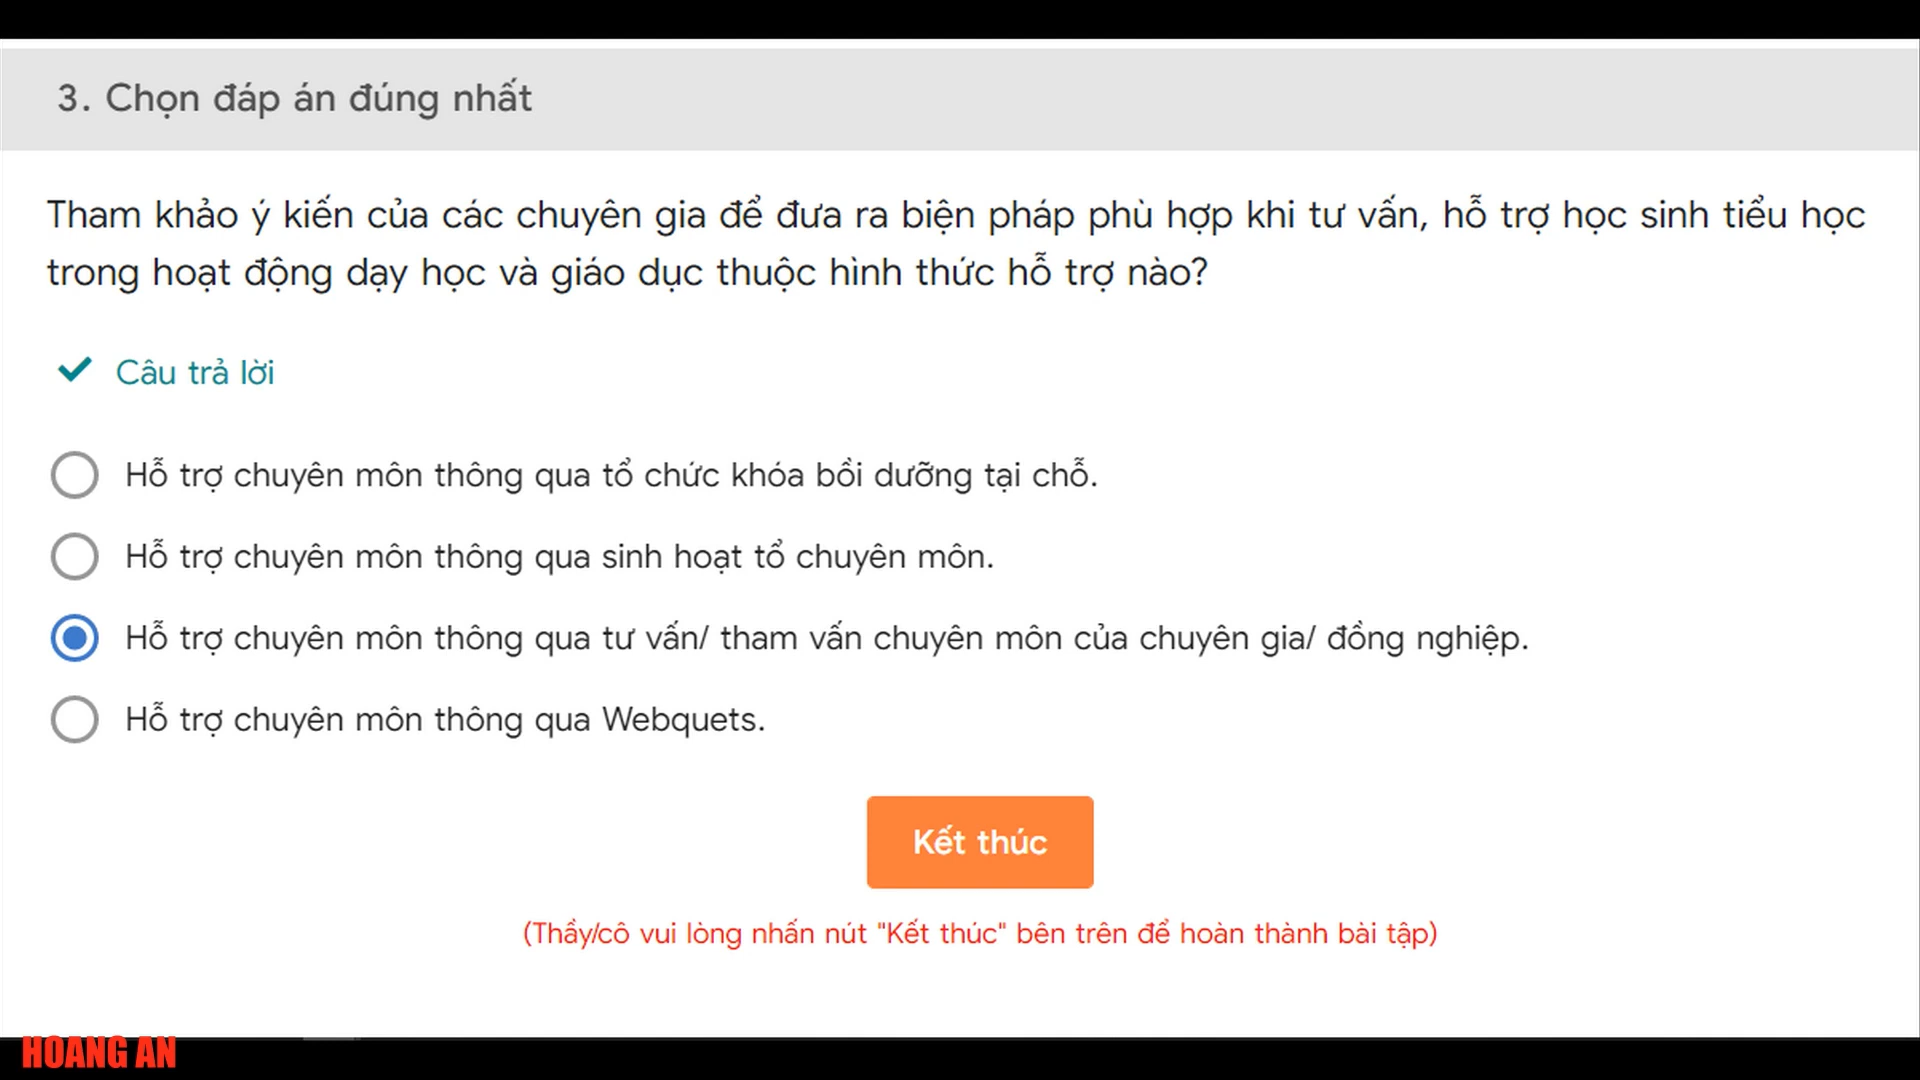 3. Chọn đáp án đúng nhất
Tham khảo ý kiến của các chuyên gia để đưa ra biện pháp phù hợp khi tư vấn, hỗ trợ học sinh tiểu học
trong hoạt động dạy học và giáo dục thuộc hình thức hỗ trợ nào?
Câu trả lời
Hỗ trợ chuyên môn thông qua tổ chức khóa bồi dưỡng tại chỗ.
Hỗ trợ chuyên môn thông qua sinh hoạt tổ chuyên môn.
Hỗ trợ chuyên môn thông qua tư vấn/ tham vấn chuyên môn của chuyên gia/ đồng nghiệp.
Hỗ trợ chuyên môn thông qua Webquets.
Kết thúc
(Thầy/cô vui lòng nhấn nút "Kết thúc" bên trên để hoàn thành bài tập)
HOANG AN